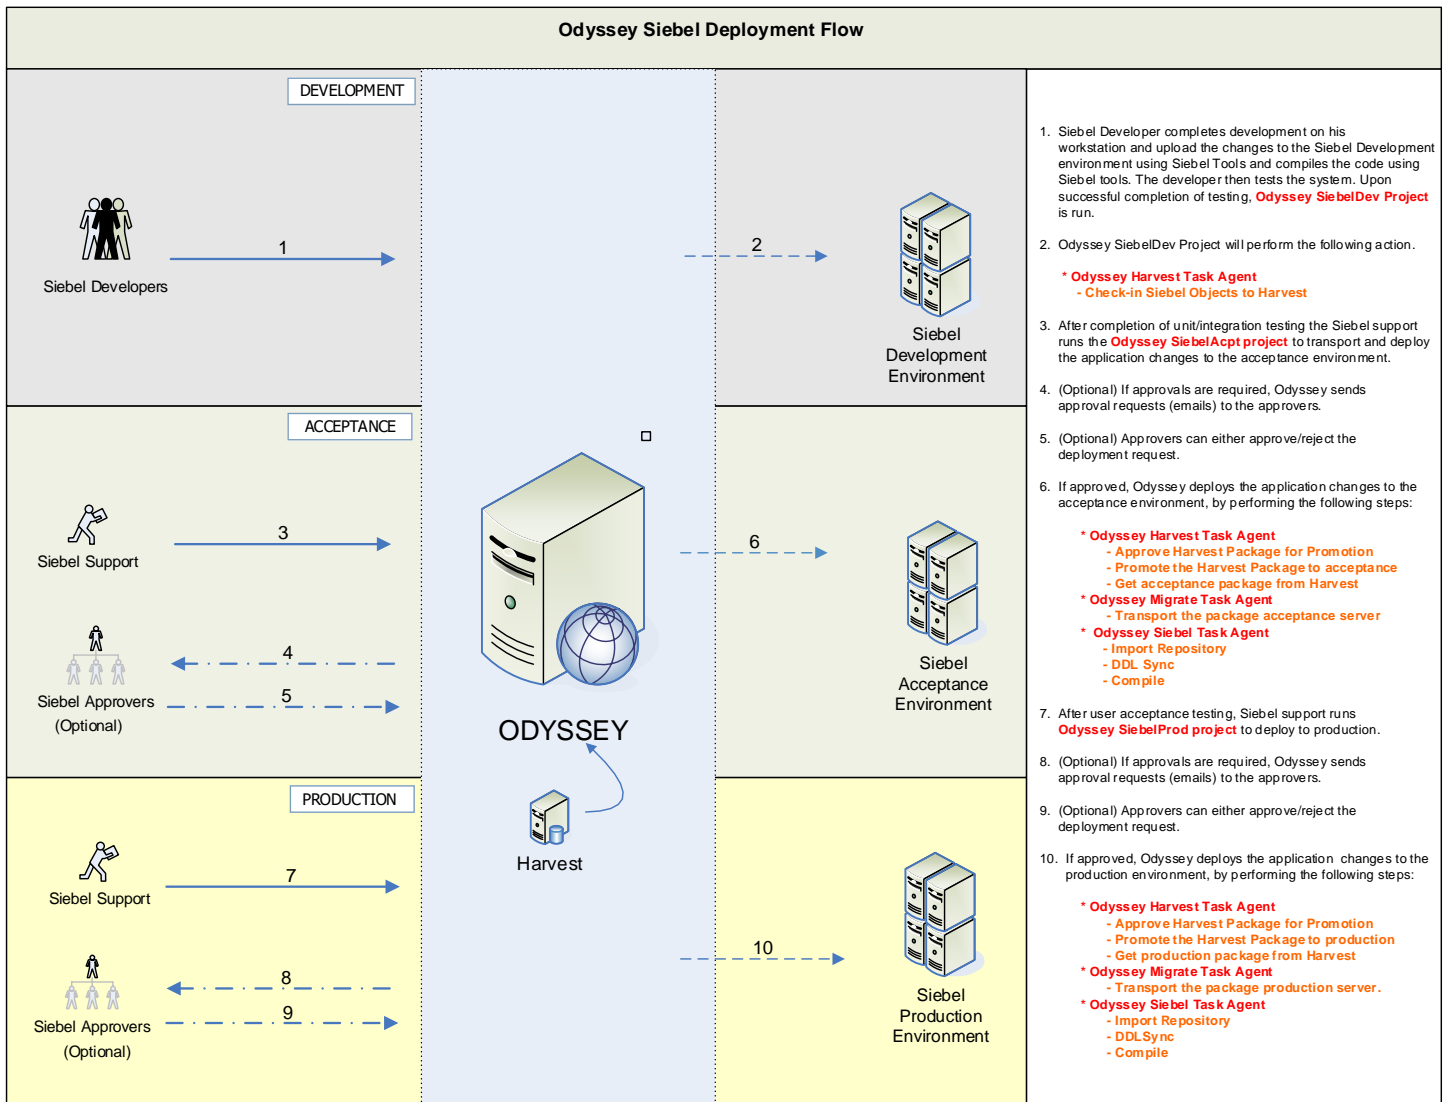 Odyssey Siebel Deployment Flow
DEVELOPMENT
1
Siebel Developers
2
Siebel
Development
Environment
ACCEPTANCE
3
Siebel Support
4
5
Siebel Approvers
(Optional)
ODYSSEY
6
Siebel
Acceptance
Environment
PRODUCTION
Harvest
7
Siebel Support
8
9
Siebel Approvers
(Optional)
10
Siebel
Production
Environment
1. Siebel Developer completes development on his
workstation and upload the changes to the Siebel Development
environment using Siebel Tools and compiles the code using
Siebel tools. The developer then tests the system. Upon
successful completion of testing, Odyssey SiebelDev Project
is run.
2. Odyssey SiebelDev Project will perform the following action.
* Odyssey Harvest Task Agent
- Check-in Siebel Objects to Harvest
3. After completion of unit/integration testing the Siebel support
runs the Odyssey SiebelAcpt project to transport and deploy
the application changes to the acceptance environment.
4. (Optional) If approvals are required, Odyssey sends
approval requests (emails) to the approvers.
5. (Optional) Approvers can either approve/reject the
deployment request.
6. If approved, Odyssey deploys the application changes to the
acceptance environment, by performing the following steps:
* Odyssey Harvest Task Agent
- Approve Harvest Package for Promotion
- Promote the Harvest Package to acceptance
- Get acceptance package from Harvest
* Odyssey Migrate Task Agent
- Transport the package acceptance server
* Odyssey Siebel Task Agent
- Import Repository
- DDL Sync
- Compile
7. After user acceptance testing, Siebel support runs
Odyssey SiebelProd project to deploy to production.
8. (Optional) If approvals are required, Odyssey sends
approval requests (emails) to the approvers.
9. (Optional) Approvers can either approve/reject the
deployment request.
10. If approved, Odyssey deploys the application changes to the
production environment, by performing the following steps:
* Odyssey Harvest Task Agent
- Approve Harvest Package for Promotion
- Promote the Harvest Package to production
- Get production package from Harvest
* Odyssey Migrate Task Agent
- Transport the package production server.
* Odyssey Siebel Task Agent
- Import Repository
- DDLSync
- Compile